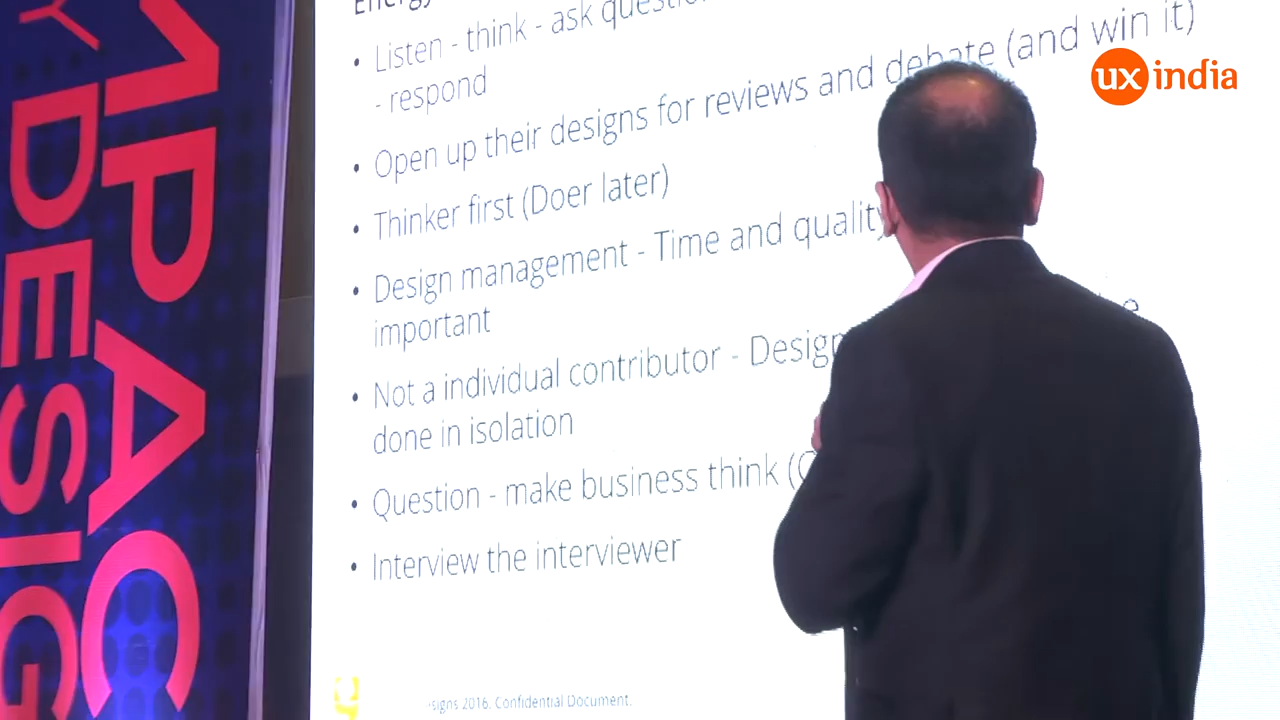 Energy
• Listen - think - ask
- respond
• Open up their designs for reviews and debate (and win it)
• Thinker first (Doer later)
• Design management - Time and quality
important
• Not a individual contributor - Design
done in isolation
• Question - make business think
• Interview the interviewer
2016. Confidential Document.
ux india